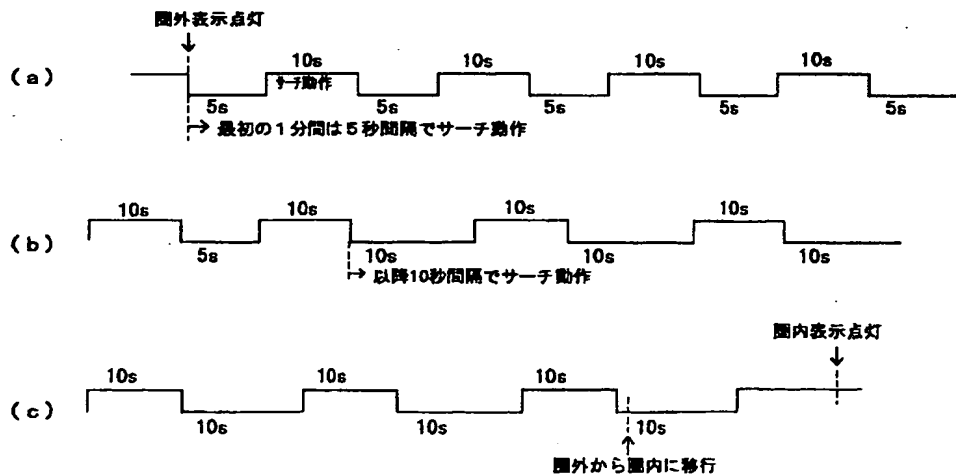 圏外表示点灯
10s 10s 10s 10s
(a) サーチ動作
5s 5s 5s 5s 5s
最初の1分間は5秒間隔でサーチ動作
10s 10s 10s 10s
(b)
5s 10s 10s 10s
以降10秒間隔でサーチ動作
圏内表示点灯
10s 10s 10s
(c)
10s 10s 10s
圏外から圏内に移行